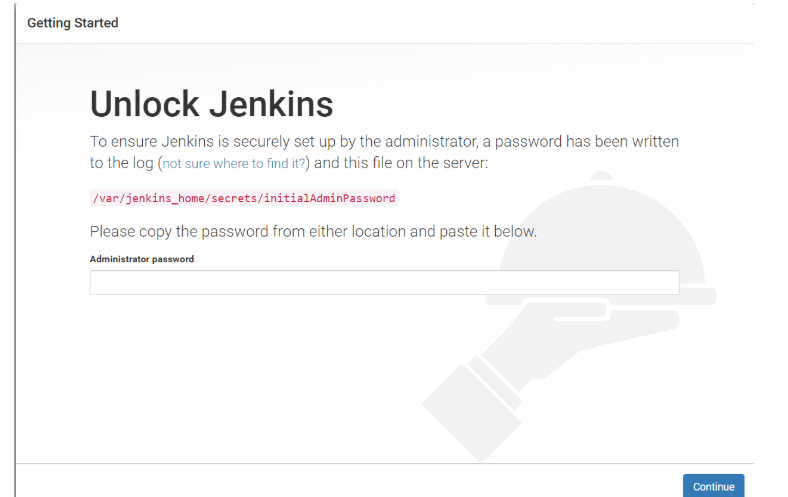 Getting Started
Unlock Jenkins
To ensure Jenkins is securely set up by the administrator, a password has been written
to the log (not sure where to find it?) and this file on the server:
/var/jenkins_home/secrets/initialAdminPassword
Please copy the password from either location and paste it below.
Administrator password
Continue